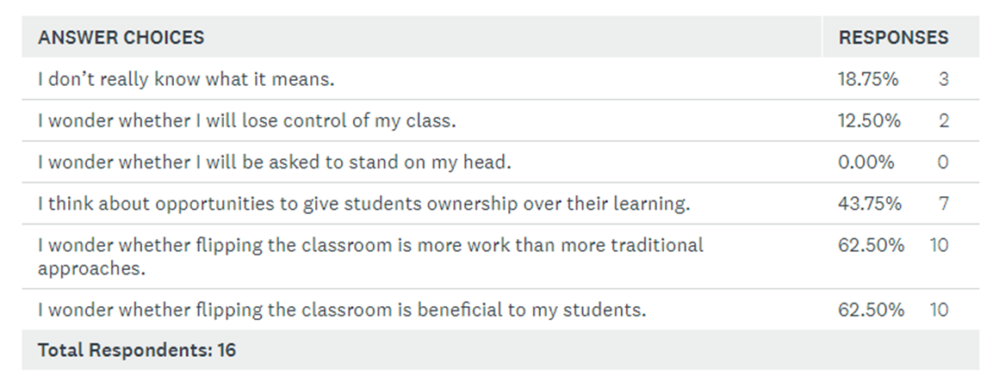 ANSWER CHOICES RESPONSES
I don’t really know what it means. 18.75% 3
I wonder whether I will lose control of my class. 12.50% 2
I wonder whether I will be asked to stand on my head. 0.00% 0
I think about opportunities to give students ownership over their learning. 43.75% 7
I wonder whether flipping the classroom is more work than more traditional 62.50% 10
approaches.
I wonder whether flipping the classroom is beneficial to my students. 62.50% 10
Total Respondents: 16